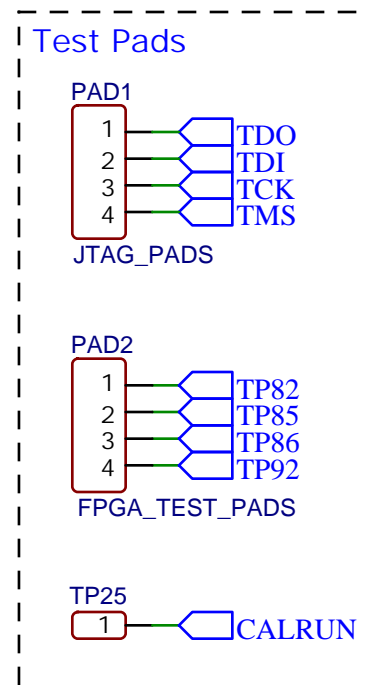 Test Pads
PAD1
1 TDO
2 TDI
3 TCK
4 TMS
JTAG_PADS
PAD2
1 TP82
2 TP85
3 TP86
4 TP92
FPGA_TEST_PADS
TP25
1 CALRUN